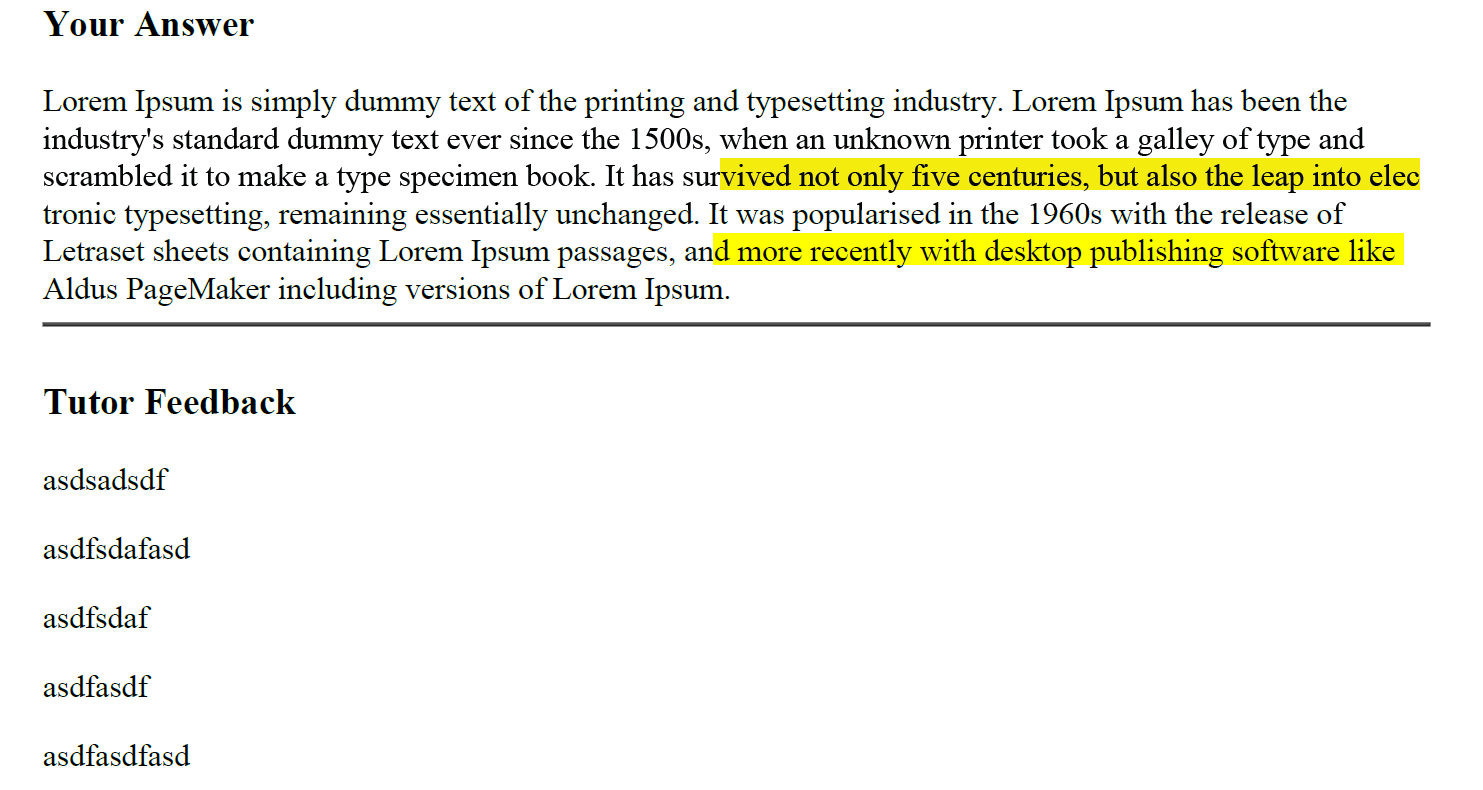 Your Answer
Lorem Ipsum is simply dummy text of the printing and typesetting industry. Lorem Ipsum has been the
industry's standard dummy text ever since the 1500s, when an unknown printer took a galley of type and
scrambled it to make a type specimen book. It has survived not only five centuries, but also the leap into elec
tronic typesetting, remaining essentially unchanged. It was popularised in the 1960s with the release of
Letraset sheets containing Lorem Ipsum passages, and more recently with desktop publishing software like
Aldus PageMaker including versions of Lorem Ipsum.
Tutor Feedback
asdsadsdf
asdfsdafasd
asdfsdaf
asdfasdf
asdfasdfasd